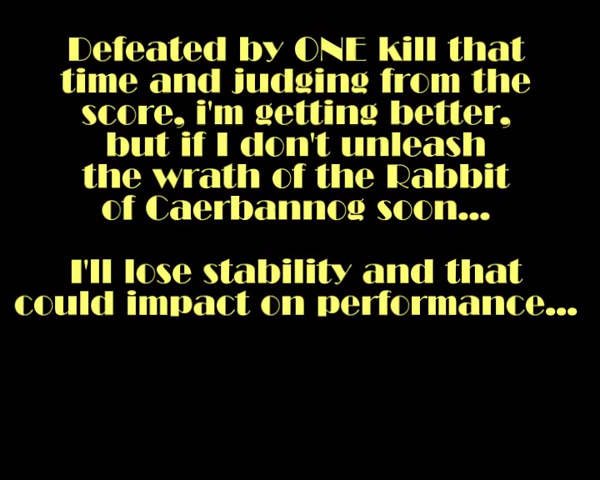 Defeated by ONE kill that
time and judging from the
score, i'm getting better,
but if I don't unleash
the wrath of the Rabbit
of Caerbannog soon...
I'll lose stability and that
could impact on performance...